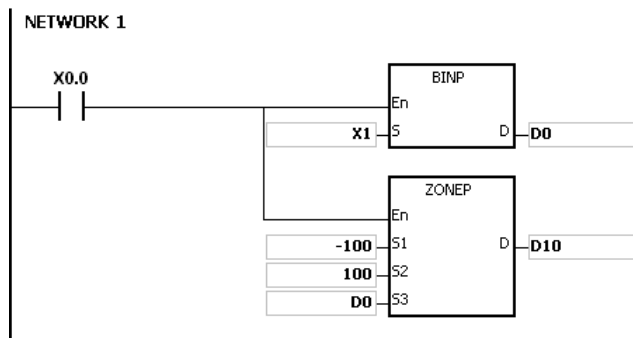 NETWORK 1
X0.0
BINP
En
X1 S D D0
ZONEP
En
-100 S1 D D10
100 S2
D0 S3